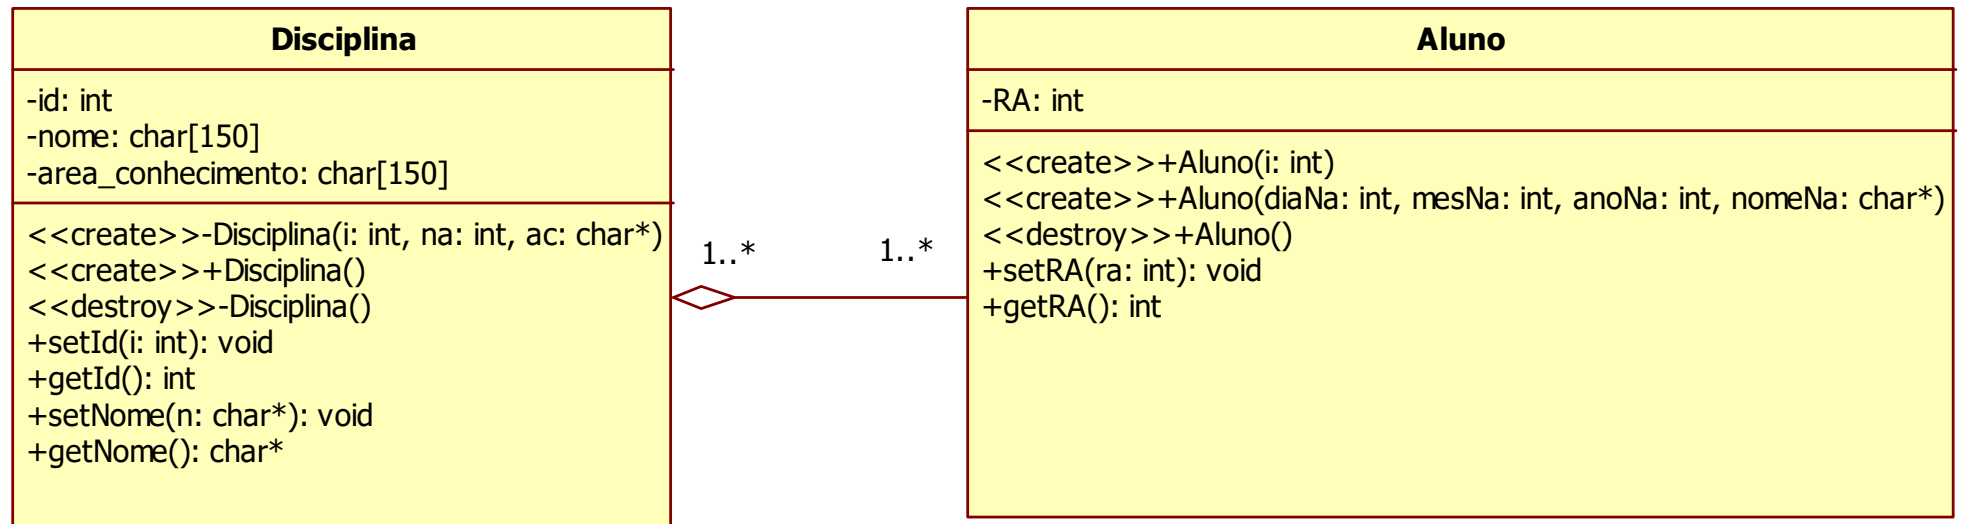 Disciplina
-id: int
-nome: char[150]
-area_conhecimento: char[150]
<<create>>-Disciplina(i: int, na: int, ac: char*)
<<create>>+Disciplina()
<<destroy>>-Disciplina()
+setId(i: int): void
+getId(): int
+setNome(n: char*): void
+getNome(): char*
1..*
1..*
Aluno
-RA: int
<<create>>+Aluno(i: int)
<<create>>+Aluno(diaNa: int, mesNa: int, anoNa: int, nomeNa: char*)
<<destroy>>+Aluno()
+setRA(ra: int): void
+getRA(): int